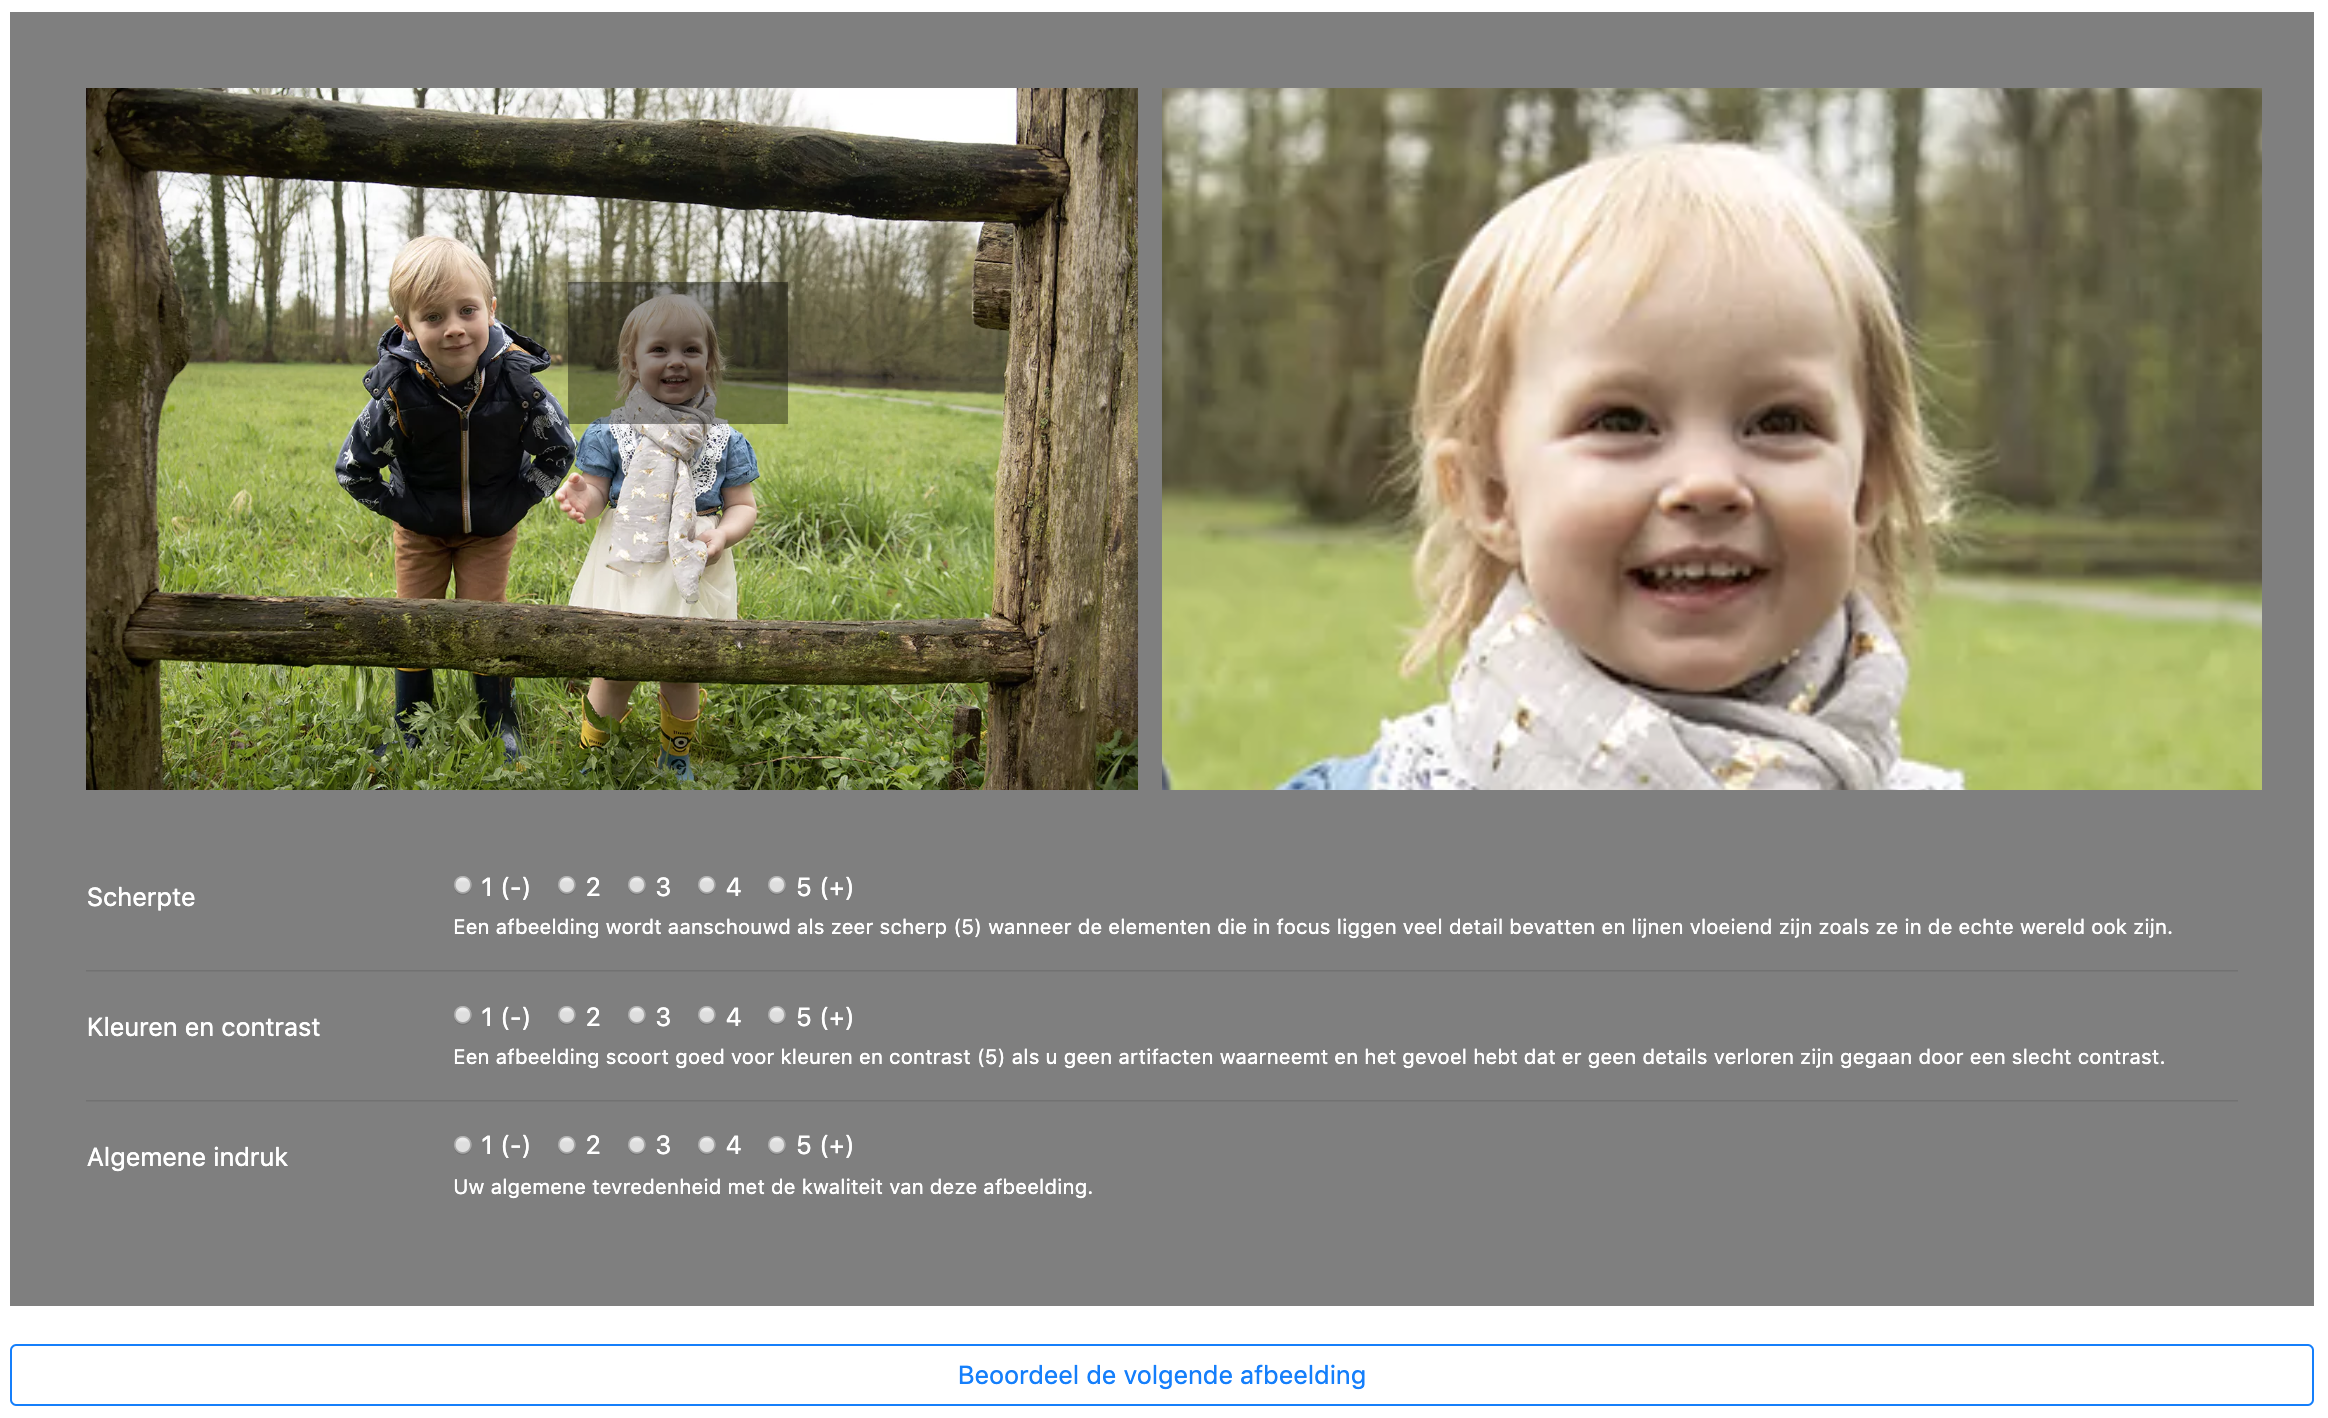 Scherpte
1 (-) 2 3 4 5 (+)
Een afbeelding wordt aanschouwd als zeer scherp (5) wanneer de elementen die in focus liggen veel detail bevatten en lijnen vloeiend zijn zoals ze in de echte wereld ook zijn.
Kleuren en contrast
1 (-) 2 3 4 5 (+)
Een afbeelding scoort goed voor kleuren en contrast (5) als u geen artifacten waarneemt en het gevoel hebt dat er geen details verloren zijn gegaan door een slecht contrast.
Algemene indruk
1 (-) 2 3 4 5 (+)
Uw algemene tevredenheid met de kwaliteit van deze afbeelding.
Beoordeel de volgende afbeelding